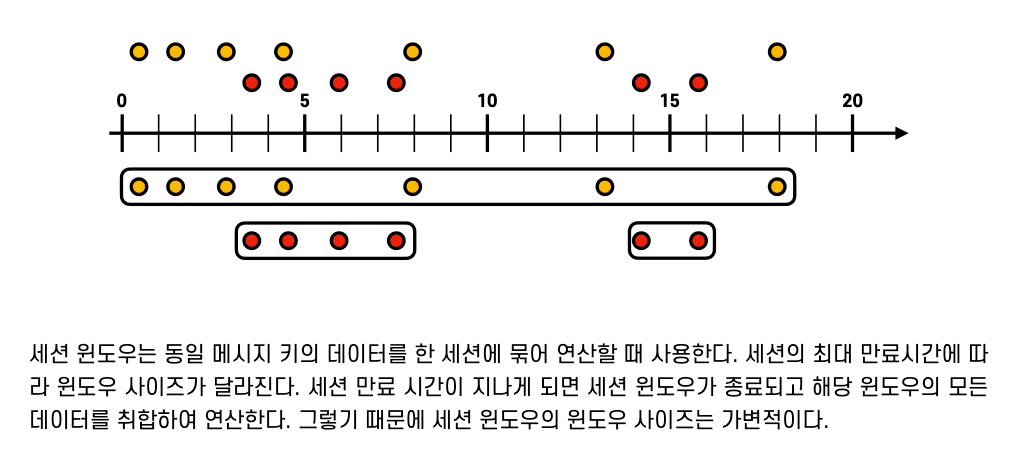 0 5 10 15 20
세션 윈도우는 동일 메시지 키의 데이터를 한 세션에 묶어 연산할 때 사용한다. 세션의 최대 만료시간에 따
라 윈도우 사이즈가 달라진다. 세션 만료 시간이 지나게 되면 세션 윈도우가 종료되고 해당 윈도우의 모든
데이터를 취합하여 연산한다. 그렇기 때문에 세션 윈도우의 윈도우 사이즈는 가변적이다.